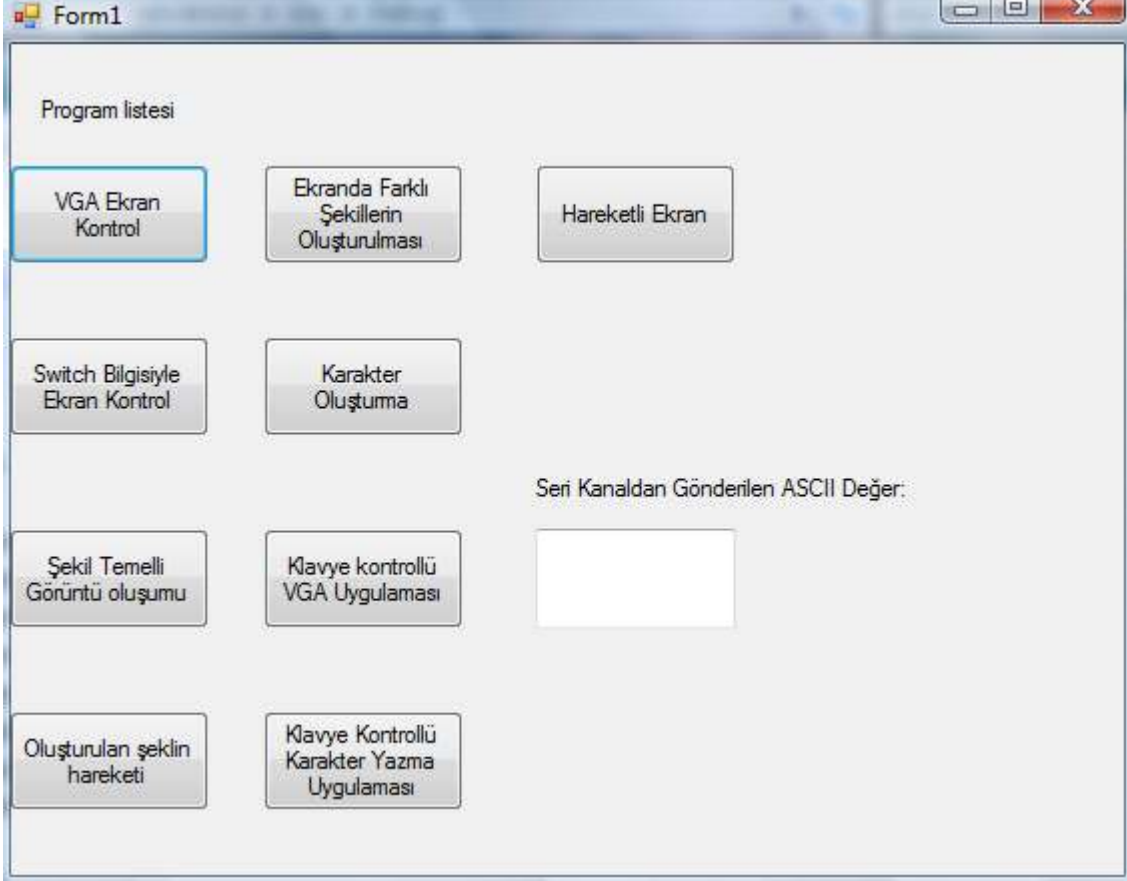 Form1
Program listesi
VGA Ekran
Kontrol
Ekranda Farklı
Şekillerin
Oluşturulması
Hareketli Ekran
Switch Bilgisiyle
Ekran Kontrol
Karakter
Oluşturma
Seri Kanaldan Gönderilen ASCII Değer:
Şekil Temelli
Görüntü oluşumu
Klavye kontrollü
VGA Uygulaması
Oluşturulan şeklin
hareketi
Klavye Kontrollü
Karakter Yazma
Uygulaması